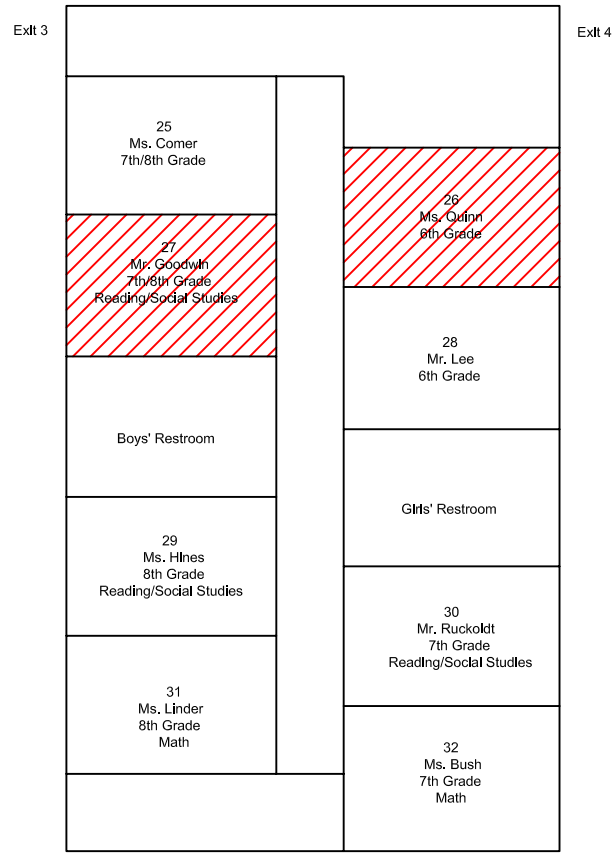 Exit 3
Exit 4
25
Ms. Comer
7th/8th Grade
26
Ms. Quinn
6th Grade
27
Mr. Goodwin
7th/8th Grade
Reading/Social Studies
28
Mr. Lee
6th Grade
Boys' Restroom
Girls' Restroom
29
Ms. Hines
8th Grade
Reading/Social Studies
30
Mr. Ruckoldt
7th Grade
Reading/Social Studies
31
Ms. Linder
8th Grade
Math
32
Ms. Bush
7th Grade
Math